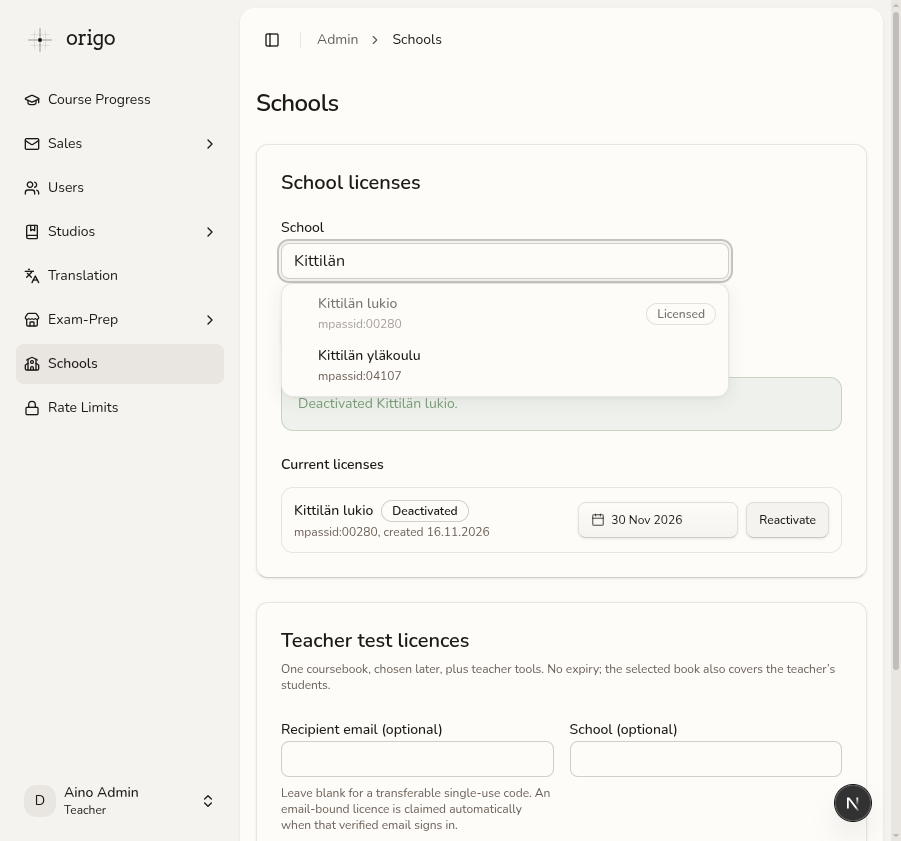 origo
Admin
Schools
Course Progress
Sales
Users
Studios
Translation
Exam-Prep
Schools
Rate Limits
Schools
School licenses
School
Kittilän
Kittilän lukio
mpassid:00280
Licensed
Kittilän yläkoulu
mpassid:04107
Deactivated Kittilän lukio.
Current licenses
Kittilän lukio
Deactivated
mpassid:00280, created 16.11.2026
30 Nov 2026
Reactivate
Teacher test licences
One coursebook, chosen later, plus teacher tools. No expiry; the selected book also covers the teacher's
students.
Recipient email (optional)
School (optional)
Leave blank for a transferable single-use code. An
email-bound licence is claimed automatically
when that verified email signs in.
D
Aino Admin
Teacher
N